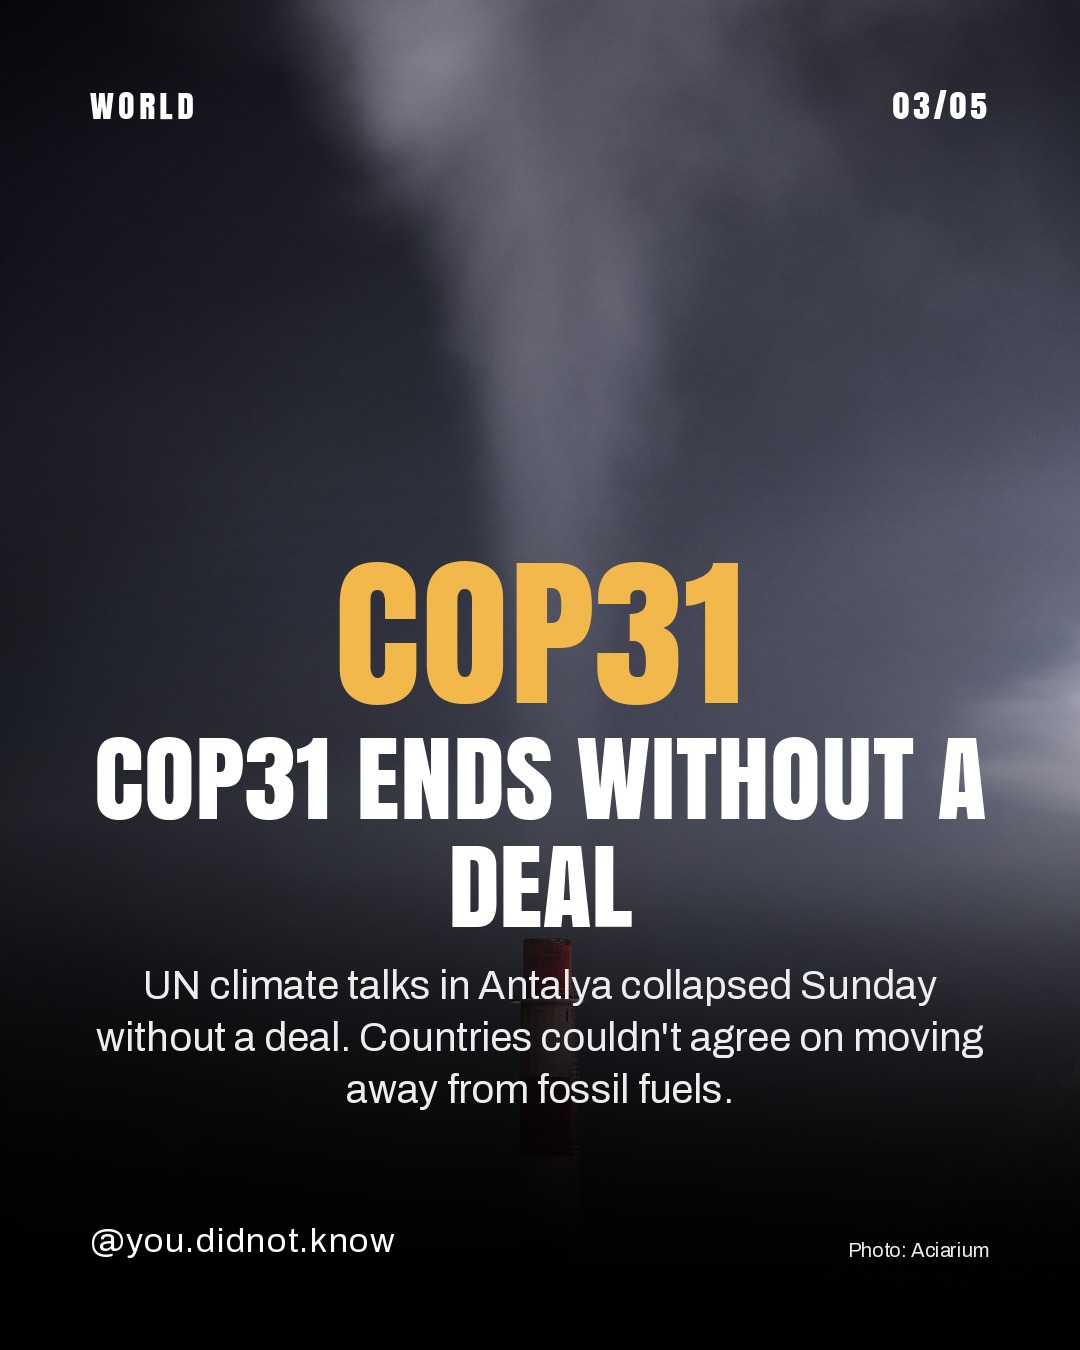 WORLD
03/05
COP31
COP31 ENDS WITHOUT A
DEAL
UN climate talks in Antalya collapsed Sunday
without a deal. Countries couldn't agree on moving
away from fossil fuels.
@you.didnot.know
Photo: Aciarium